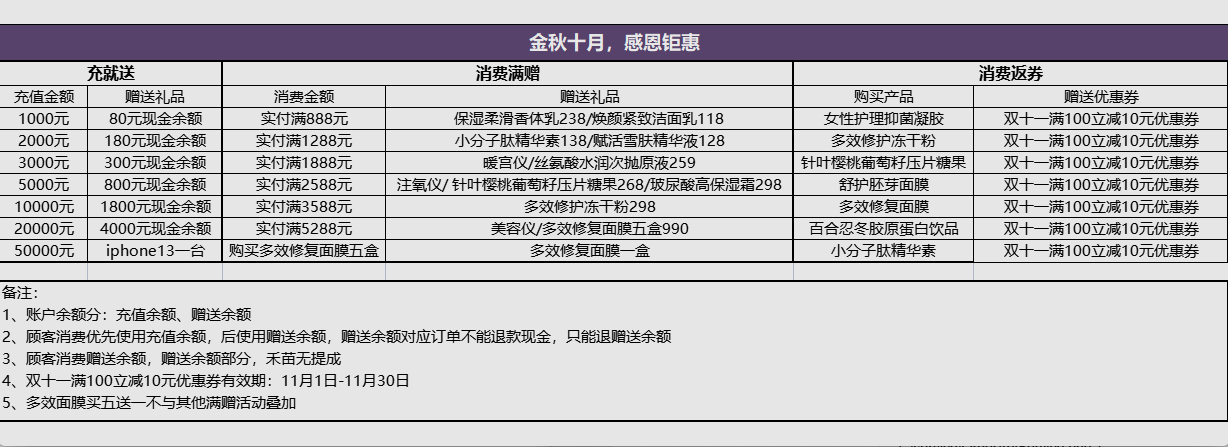 金秋十月，感恩钜惠
充就送 消费满赠 消费返券
充值金额 赠送礼品 消费金额 赠送礼品 购买产品 赠送优惠券
1000元 80元现金余额 实付满888元 保湿柔滑香体乳238/焕颜紧致洁面乳118 女性护理抑菌凝胶 双十一满100立减10元优惠券
2000元 180元现金余额 实付满1288元 小分子肽精华素138/赋活雪肤精华液128 多效修护冻干粉 双十一满100立减10元优惠券
3000元 300元现金余额 实付满1888元 暖宫仪/丝氨酸水润次抛原液259 针叶樱桃葡萄籽压片糖果 双十一满100立减10元优惠券
5000元 800元现金余额 实付满2588元 注氧仪/ 针叶樱桃葡萄籽压片糖果268/玻尿酸高保湿霜298 舒护胚芽面膜 双十一满100立减10元优惠券
10000元 1800元现金余额 实付满3588元 多效修护冻干粉298 多效修复面膜 双十一满100立减10元优惠券
20000元 4000元现金余额 实付满5288元 美容仪/多效修复面膜五盒990 百合忍冬胶原蛋白饮品 双十一满100立减10元优惠券
50000元 iphone13一台 购买多效修复面膜五盒 多效修复面膜一盒 小分子肽精华素 双十一满100立减10元优惠券
备注：
1、账户余额分：充值余额、赠送余额
2、顾客消费优先使用充值余额，后使用赠送余额，赠送余额对应订单不能退款现金，只能退赠送余额
3、顾客消费赠送余额，赠送余额部分，禾苗无提成
4、双十一满100立减10元优惠券有效期：11月1日-11月30日
5、多效面膜买五送一不与其他满赠活动叠加